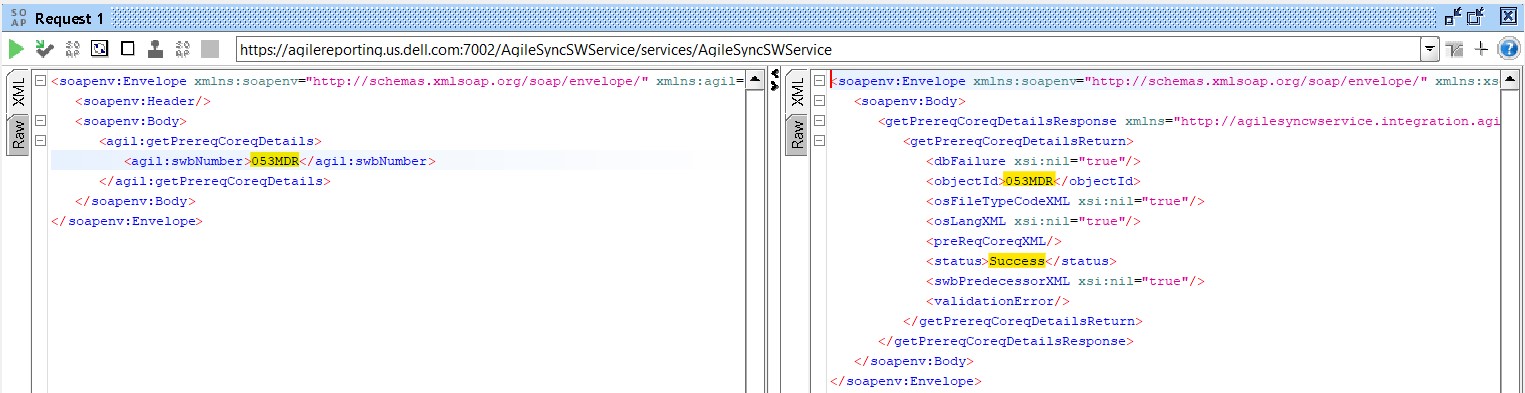 SO
AP
Request 1
https://agilereporting.us.dell.com:7002/AgileSyncSWService/services/AgileSyncSWService
XML
Raw
<soapenv:Envelope xmlns:soapenv="http://schemas.xmlsoap.org/soap/envelope/" xmlns:agil=
<soapenv:Header/>
<soapenv:Body>
<agil:getPrereqCoreqDetails>
<agil:swbNumber>053MDR</agil:swbNumber>
</agil:getPrereqCoreqDetails>
</soapenv:Body>
</soapenv:Envelope>
XML
Raw
<soapenv:Envelope xmlns:soapenv="http://schemas.xmlsoap.org/soap/envelope/" xmlns:xs
<soapenv:Body>
<getPrereqCoreqDetailsResponse xmlns="http://agilesyncwservice.integration.agi
<getPrereqCoreqDetailsReturn>
<dbFailure xsi:nil="true"/>
<objectId>053MDR</objectId>
<osFileTypeCodeXML xsi:nil="true"/>
<osLangXML xsi:nil="true"/>
<preReqCoreqXML/>
<status>Success</status>
<swbPredecessorXML xsi:nil="true"/>
<validationError/>
</getPrereqCoreqDetailsReturn>
</getPrereqCoreqDetailsResponse>
</soapenv:Body>
</soapenv:Envelope>